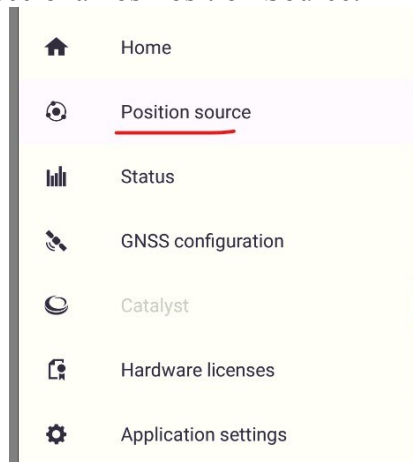 Home
Position source
Status
GNSS configuration
Catalyst
Hardware licenses
Application settings